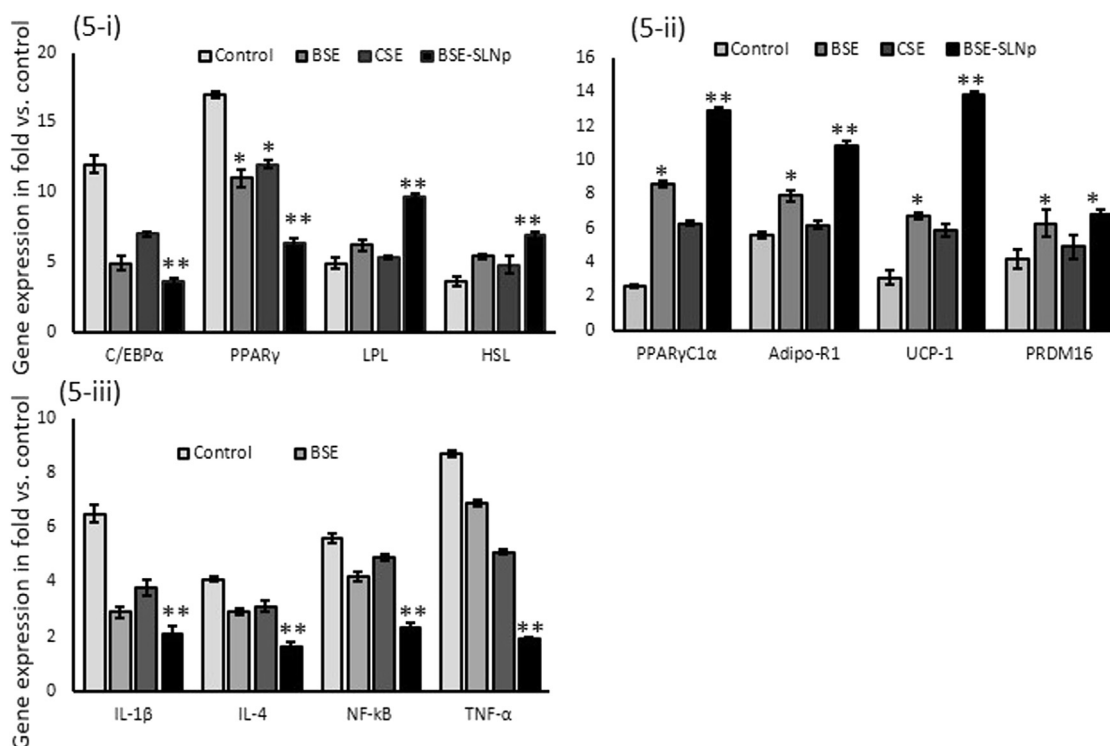 (5-i)
Gene expression in fold vs. control
Control BSE CSE BSE-SLNp
20
15
10
5
0
* * ** ** ** **
C/EBPα PPARγ LPL HSL
(5-ii)
Control BSE CSE BSE-SLNp
16
14
12
10
8
6
4
2
0
* ** * ** * ** * *
PPARγC1α Adipo-R1 UCP-1 PRDM16
(5-iii)
Gene expression in fold vs. control
Control BSE
10
8
6
4
2
0
** ** ** **
IL-1β IL-4 NF-kB TNF-α